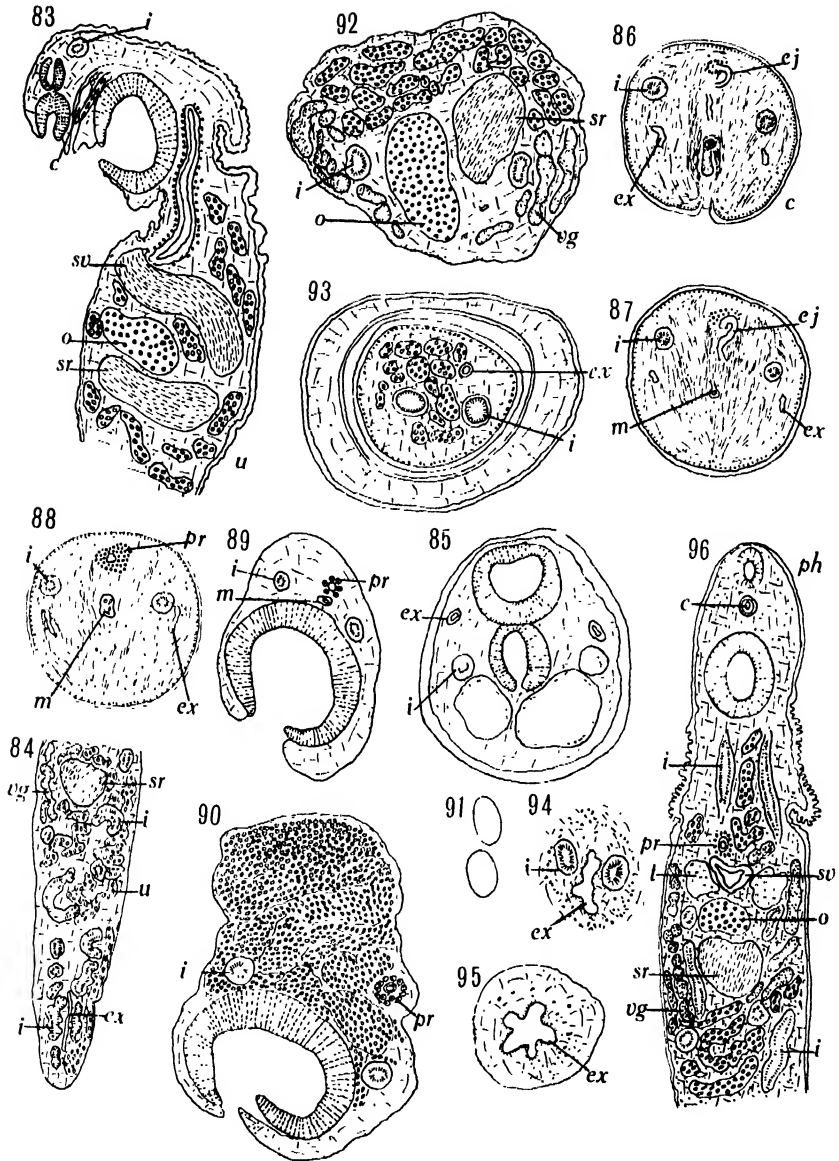 83
i
c
sv
o
sr
u
92
sr
i
o
vg
86
i
ej
ex
c
93
ex
i
87
i
ej
m
ex
88
i
pr
m
ex
89
i
m
pr
85
ex
i
96
ph
c
i
pr
l
sv
o
sr
vg
i
84
vg
sr
i
u
i
ex
90
i
pr
91
94
i
ex
95
ex